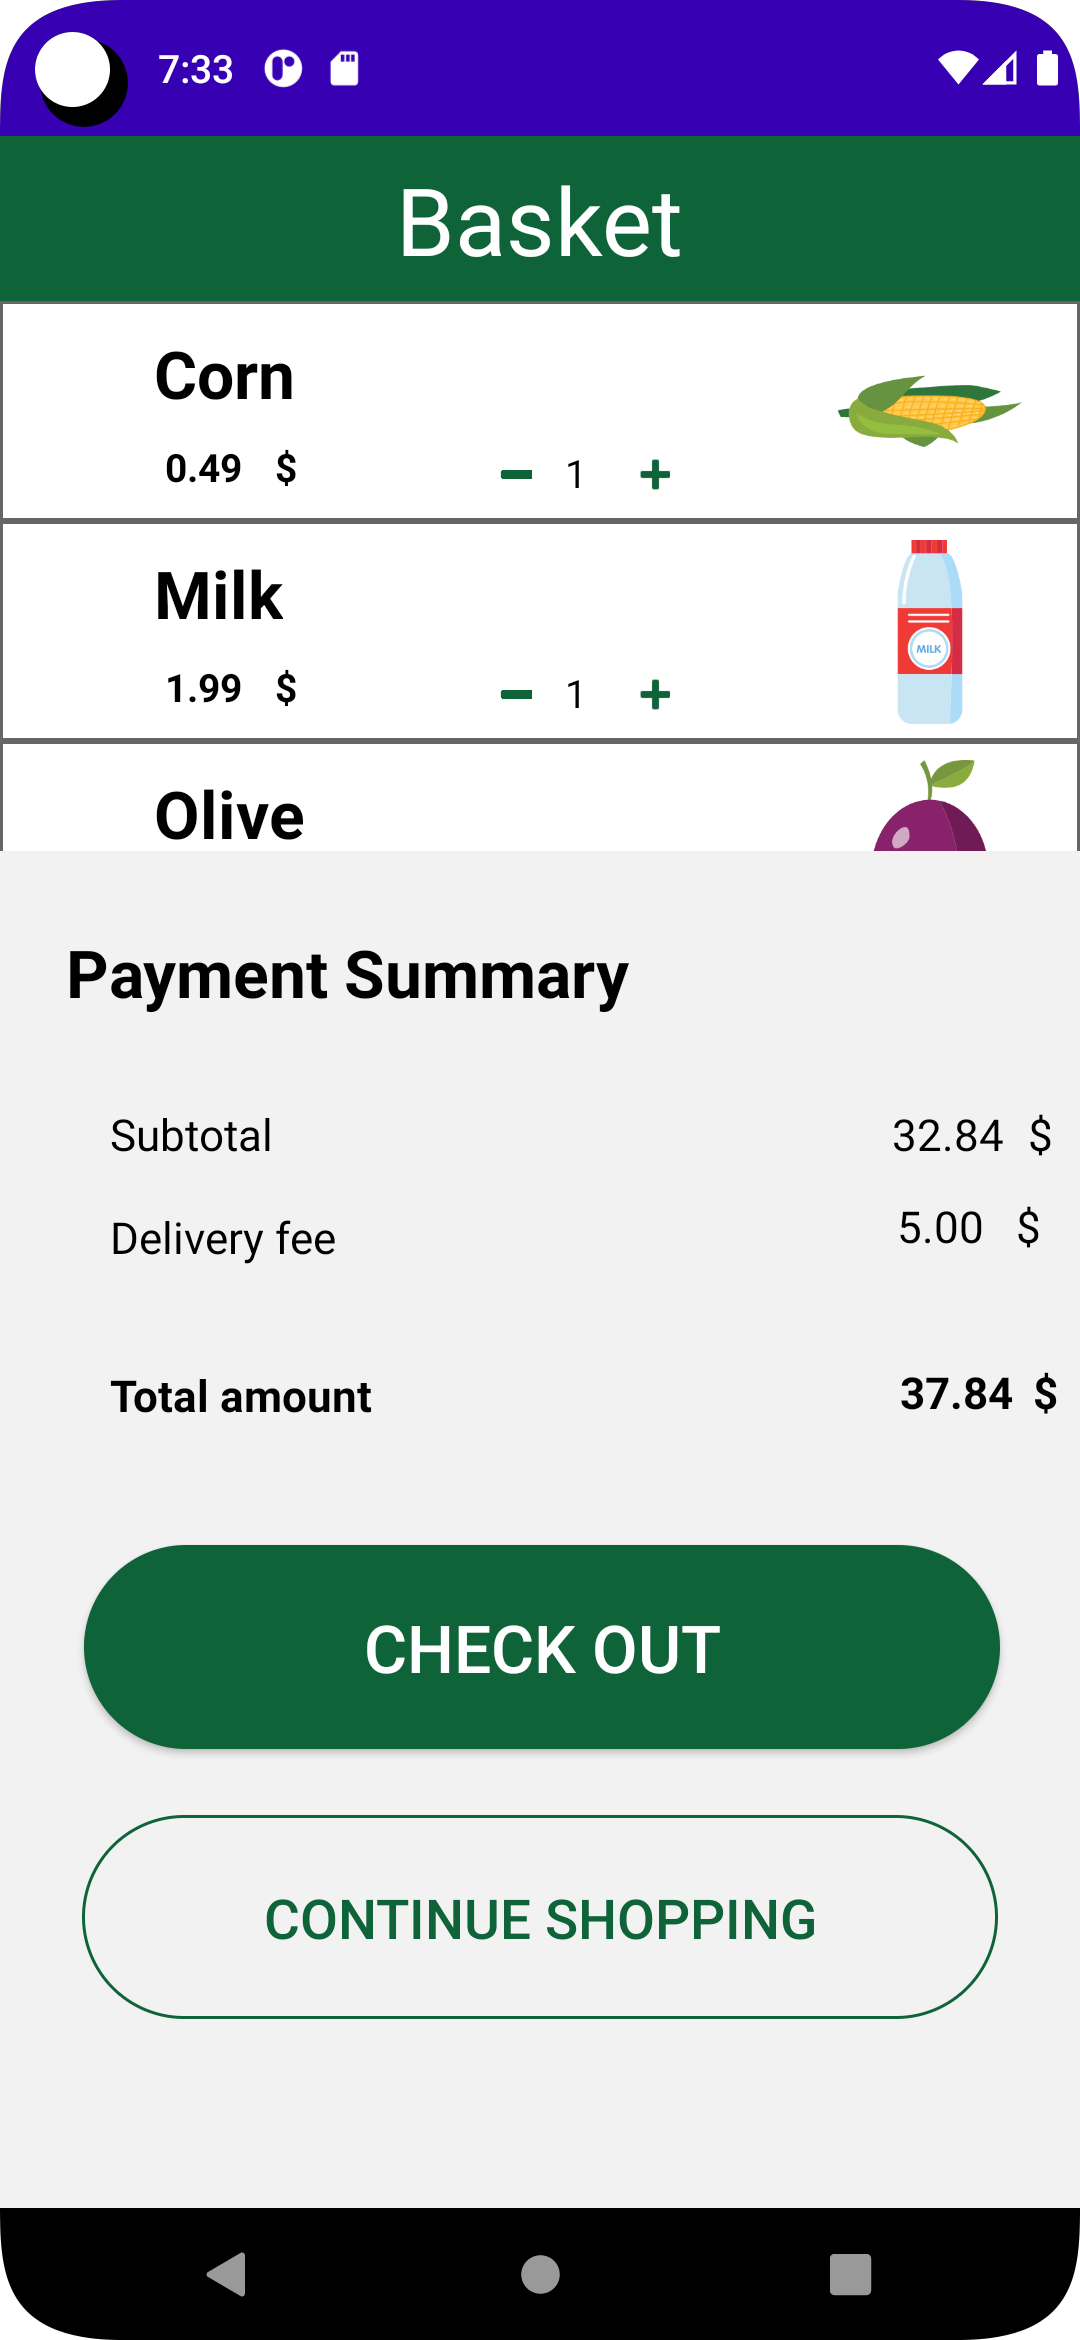 7:33
Basket
Corn
0.49 $
1
Milk
1.99 $
1
MILK
Olive
Payment Summary
Subtotal 32.84 $
Delivery fee 5.00 $
Total amount 37.84 $
CHECK OUT
CONTINUE SHOPPING